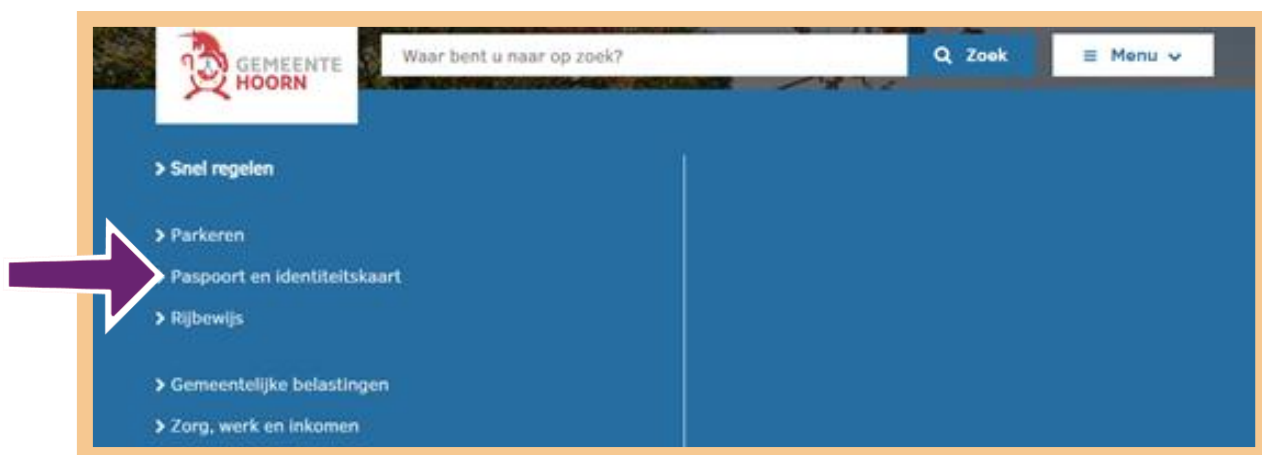 GEMEENTE
HOORN
Waar bent u naar op zoek?
Zoek
Menu
Snel regelen
Parkeren
Paspoort en identiteitskaart
Rijbewijs
Gemeentelijke belastingen
Zorg, werk en inkomen